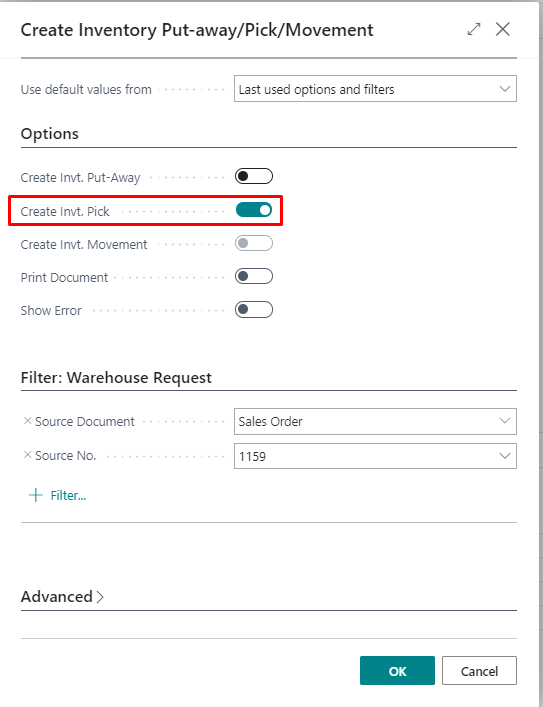 Create Inventory Put-away/Pick/Movement
Use default values from
Last used options and filters
Options
Create Invt. Put-Away
Create Invt. Pick
Create Invt. Movement
Print Document
Show Error
Filter: Warehouse Request
Source Document
Sales Order
Source No.
1159
Filter...
Advanced
OK
Cancel